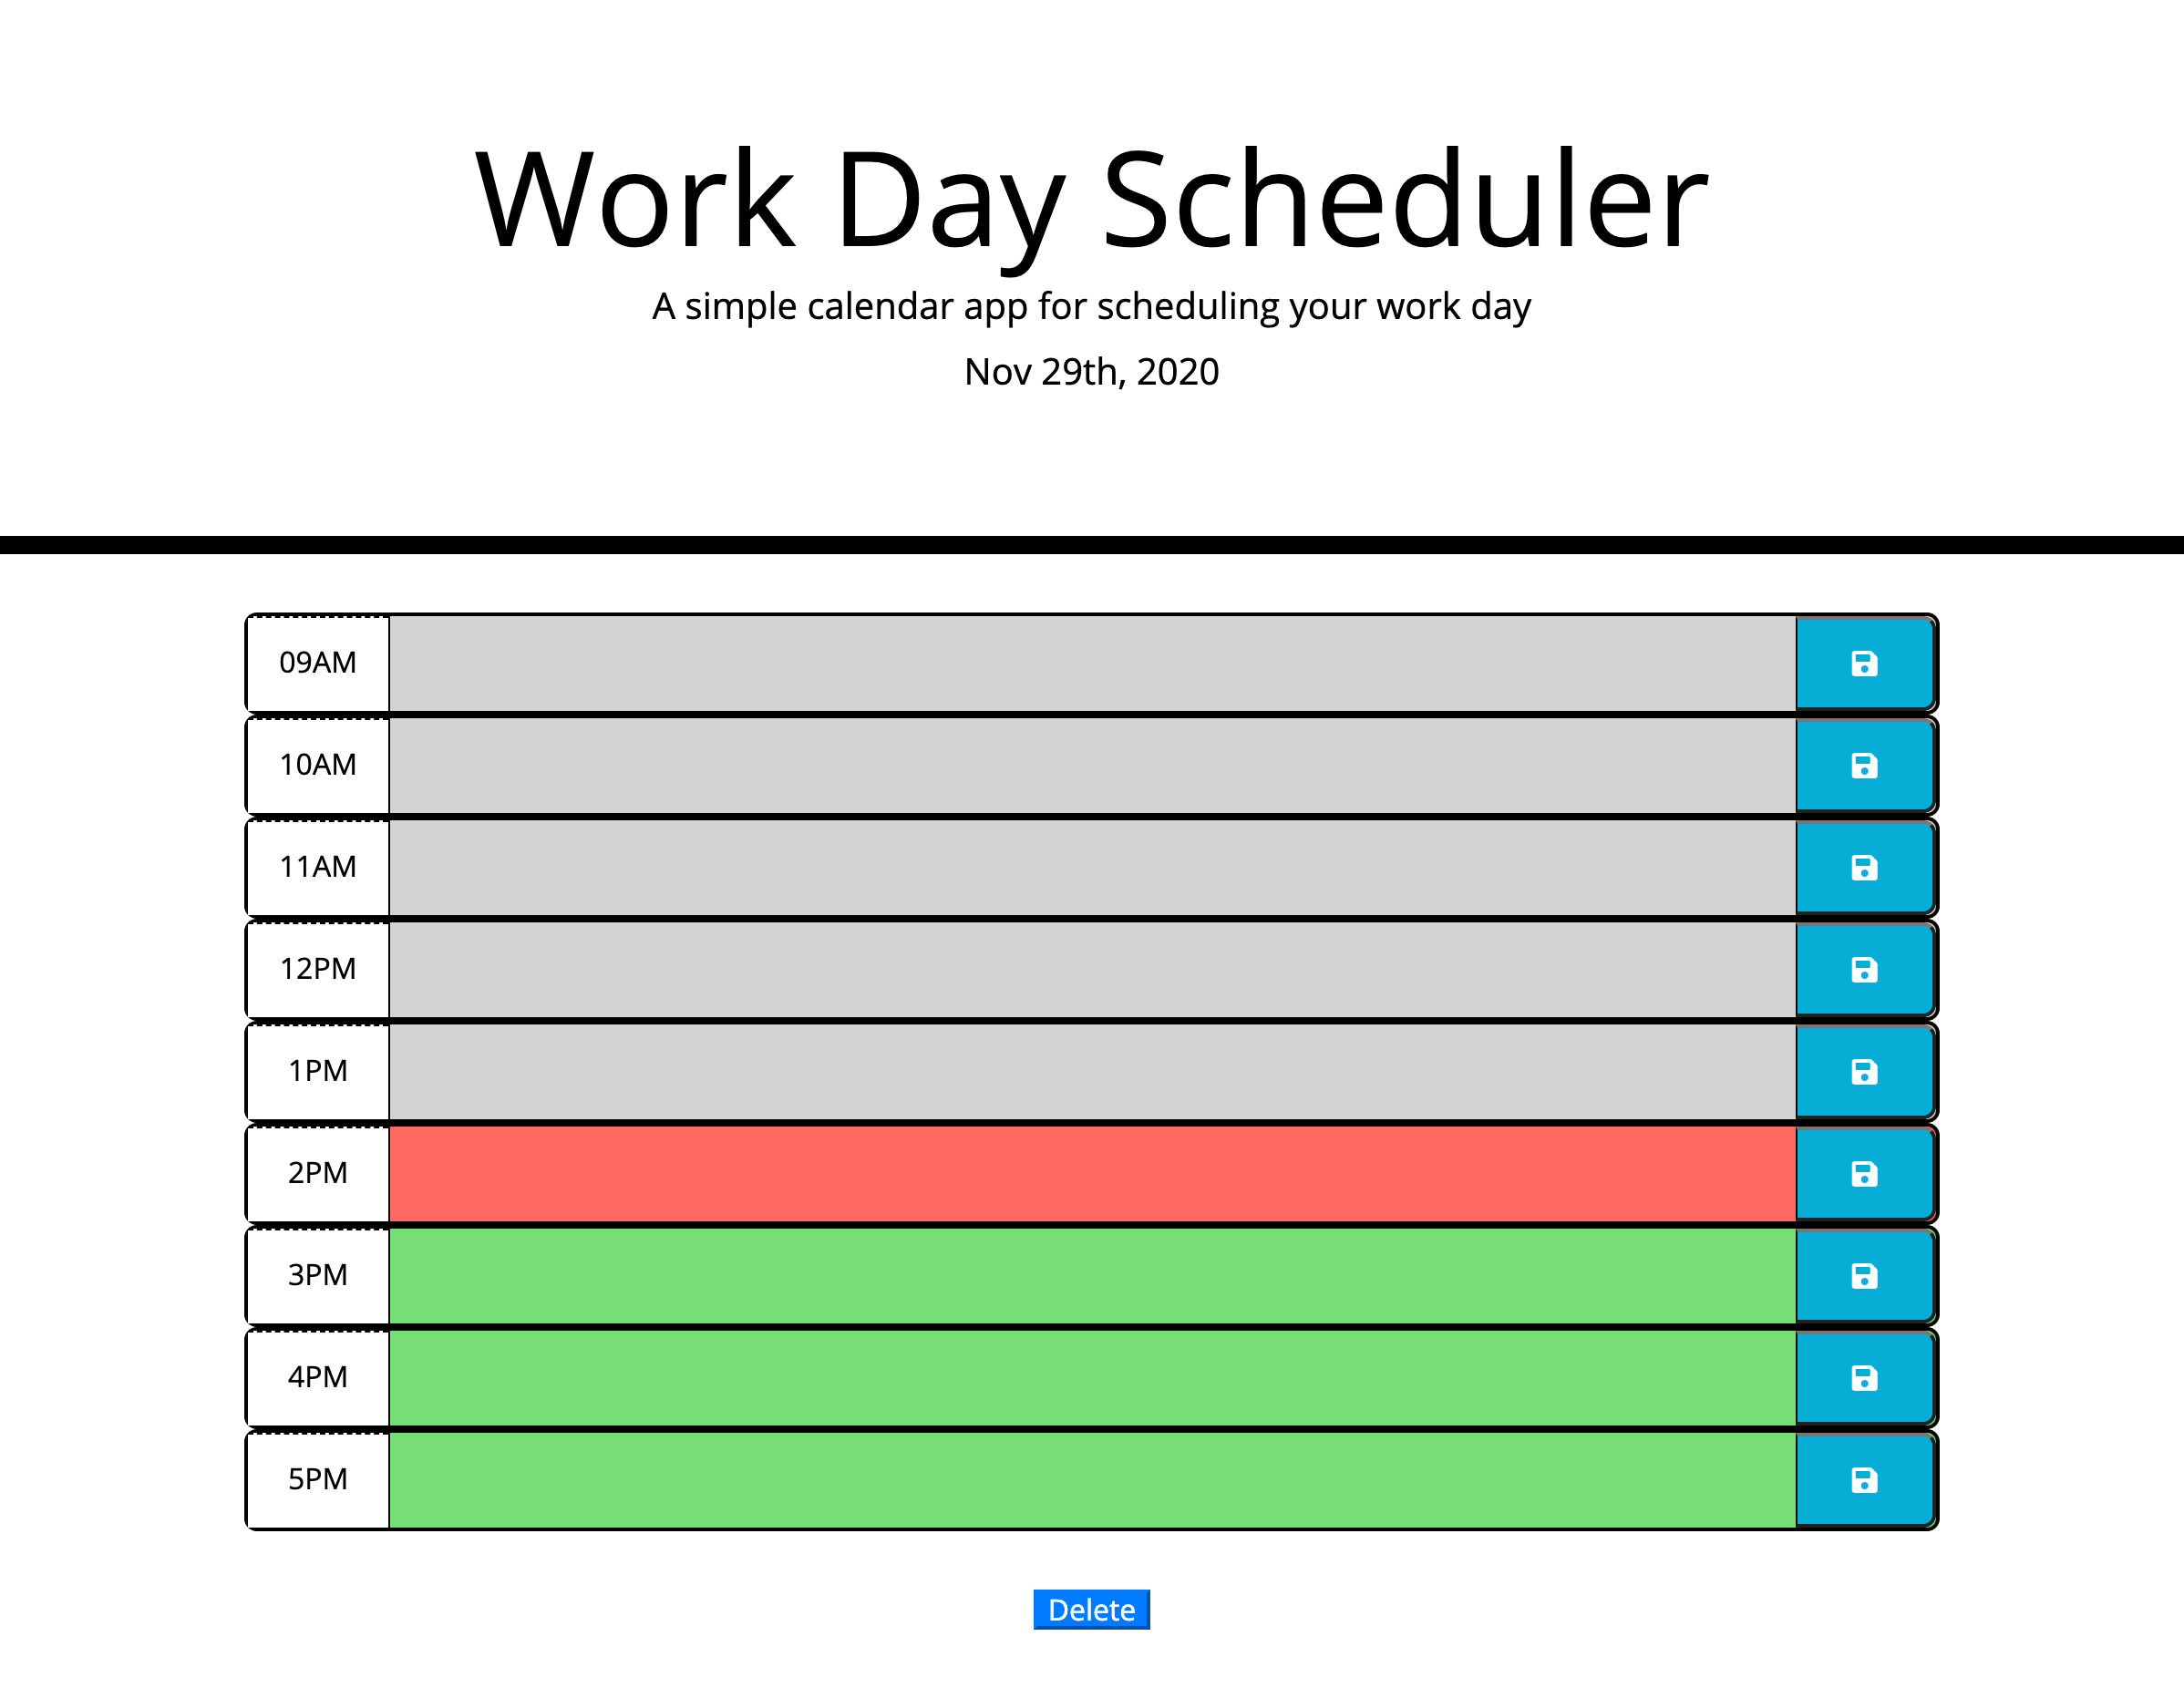 Work Day Scheduler
A simple calendar app for scheduling your work day
Nov 29th, 2020
09AM
10AM
11AM
12PM
1PM
2PM
3PM
4PM
5PM
Delete